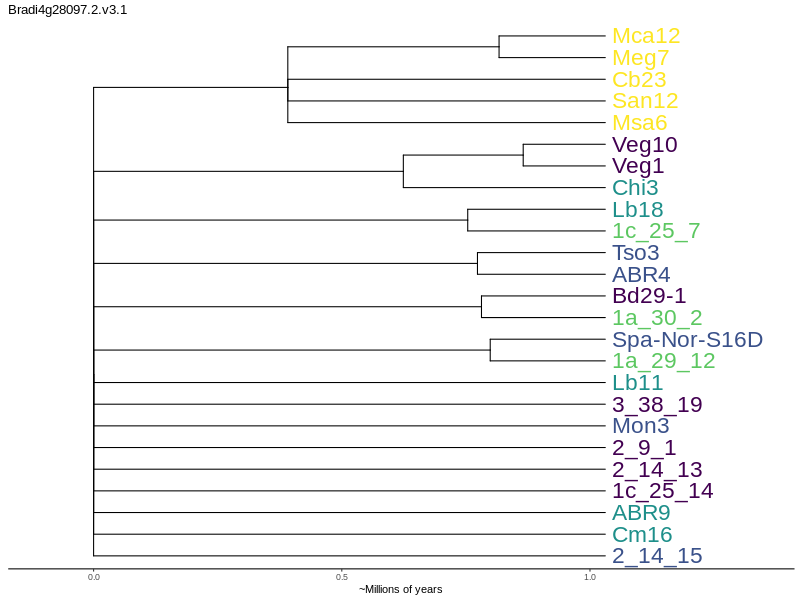 Bradi4g28097.2.v3.1
Mca12
Meg7
Cb23
San12
Msa6
Veg10
Veg1
Chi3
Lb18
1c_25_7
Tso3
ABR4
Bd29-1
1a_30_2
Spa-Nor-S16D
1a_29_12
Lb11
3_38_19
Mon3
2_9_1
2_14_13
1c_25_14
ABR9
Cm16
2_14_15
0.0 0.5 1.0
~Millions of years